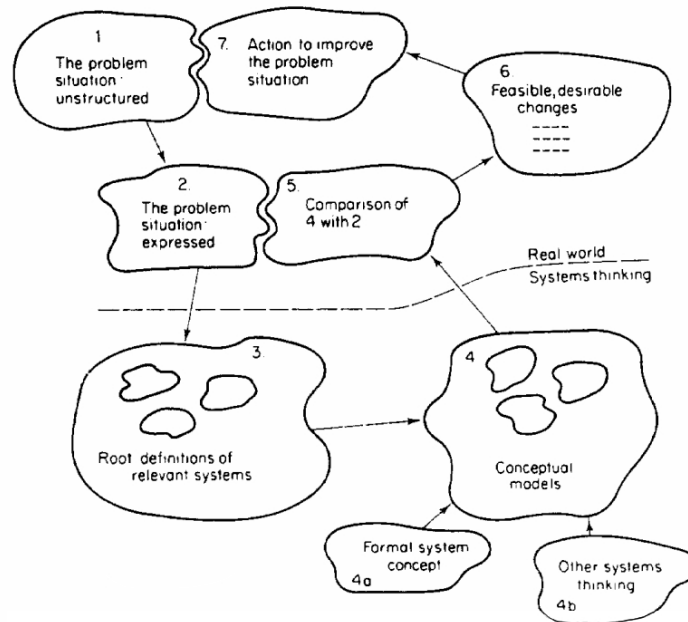 1
The problem
situation:
unstructured
7.
Action to improve
the problem
situation
6.
Feasible, desirable
changes
2.
The problem
situation:
expressed
5.
Comparison of
4 with 2
Real world
Systems thinking
3.
Root definitions of
relevant systems
4
Conceptual
models
Formal system
concept
4a
Other systems
thinking
4b